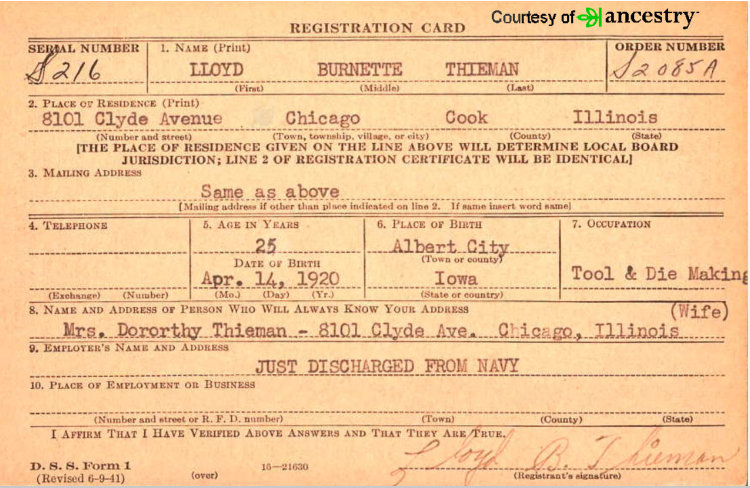 Courtesy of ancestry
REGISTRATION CARD
SERIAL NUMBER 1. NAME (Print) ORDER NUMBER
S216 LLOYD BURNETTE THIEMAN S2085A
(First) (Middle) (Last)
2. PLACE OF RESIDENCE (Print)
8101 Clyde Avenue Chicago Cook Illinois
(Number and street) (Town, township, village, or city) (County) (State)
[THE PLACE OF RESIDENCE GIVEN ON THE LINE ABOVE WILL DETERMINE LOCAL BOARD
JURISDICTION; LINE 2 OF REGISTRATION CERTIFICATE WILL BE IDENTICAL]
3. MAILING ADDRESS
Same as above
[Mailing address if other than place indicated on line 2. If same insert word same]
4. TELEPHONE 5. AGE IN YEARS 6. PLACE OF BIRTH 7. OCCUPATION
25 Albert City
DATE OF BIRTH (Town or county)
Apr. 14, 1920 Iowa Tool & Die Making
(Exchange) (Number) (Mo.) (Day) (Yr.) (State or country)
8. NAME AND ADDRESS OF PERSON WHO WILL ALWAYS KNOW YOUR ADDRESS (Wife)
Mrs. Dororthy Thieman - 8101 Clyde Ave. Chicago, Illinois
9. EMPLOYER'S NAME AND ADDRESS
JUST DISCHARGED FROM NAVY
10. PLACE OF EMPLOYMENT OR BUSINESS
(Number and street or R. F. D. number) (Town) (County) (State)
I AFFIRM THAT I HAVE VERIFIED ABOVE ANSWERS AND THAT THEY ARE TRUE.
D. S. S. Form 1 Lloyd B. Thieman
(Revised 6-9-41) (over) 16-21630 (Registrant's signature)